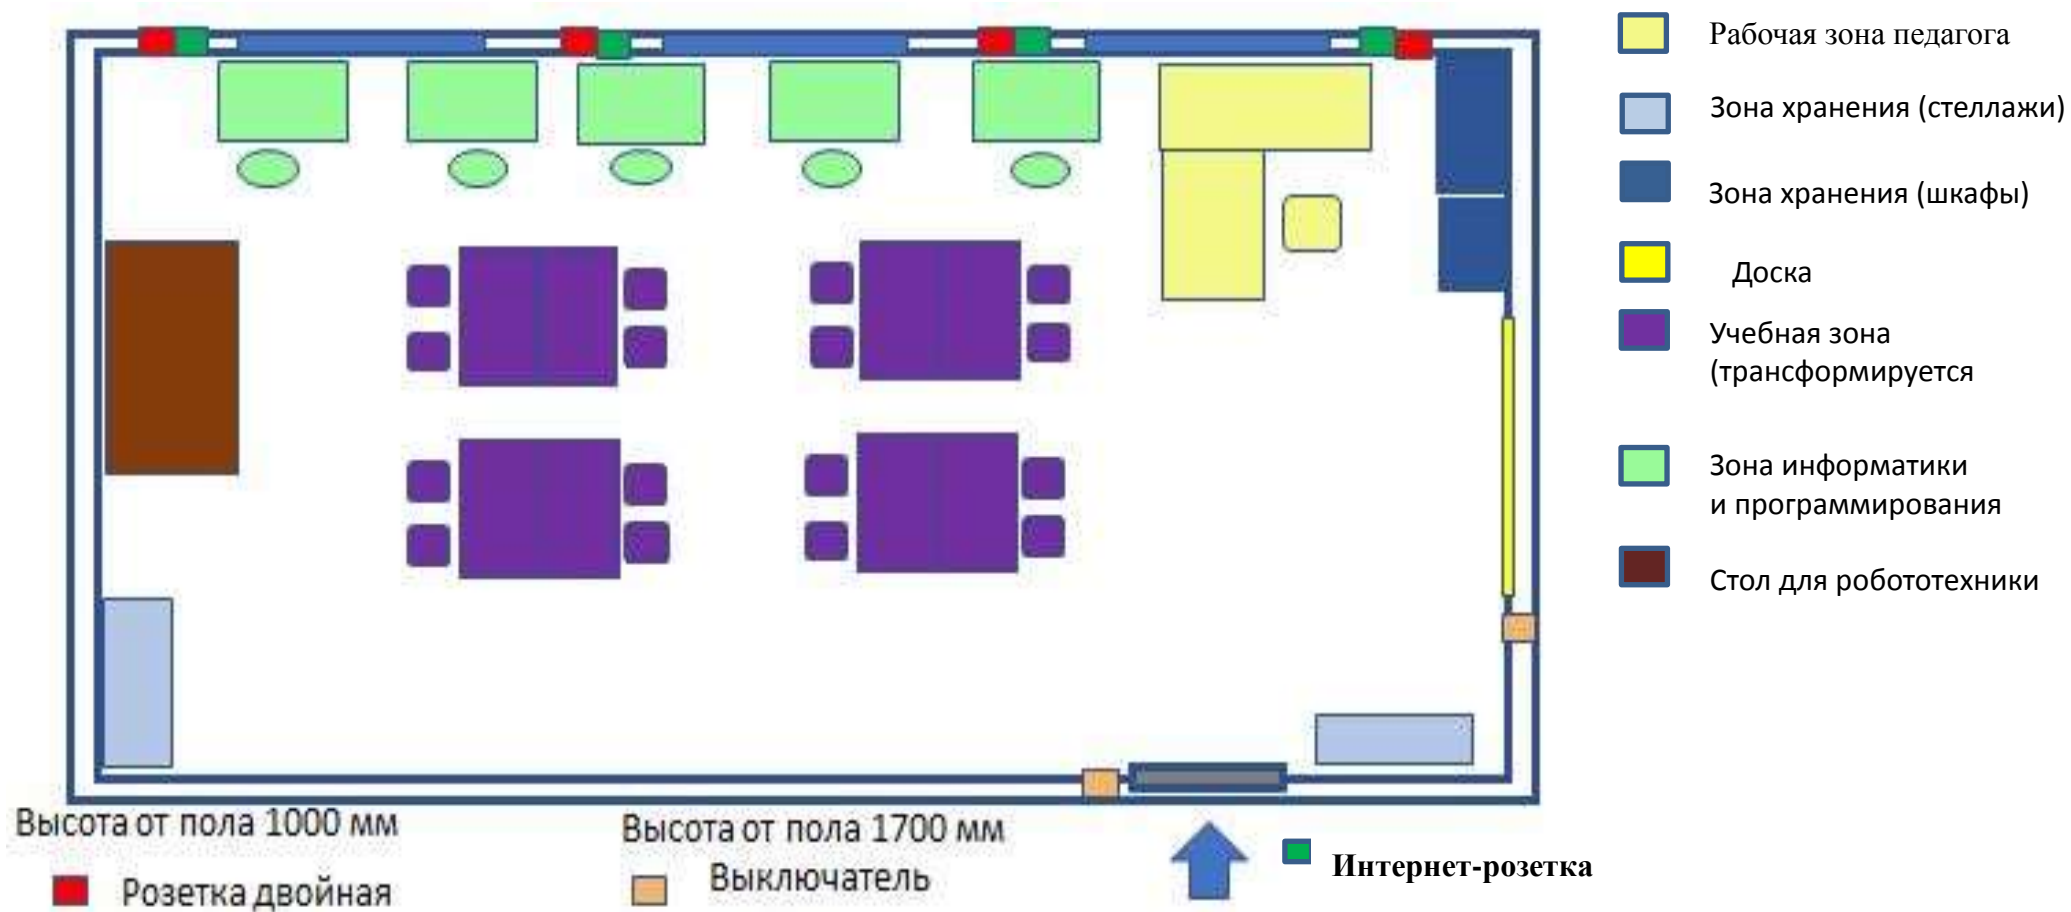 Рабочая зона педагога
Зона хранения (стеллажи)
Зона хранения (шкафы)
Доска
Учебная зона
(трансформируется
Зона информатики
и программирования
Стол для робототехники
Высота от пола 1000 мм
Высота от пола 1700 мм
Розетка двойная
Выключатель
Интернет-розетка